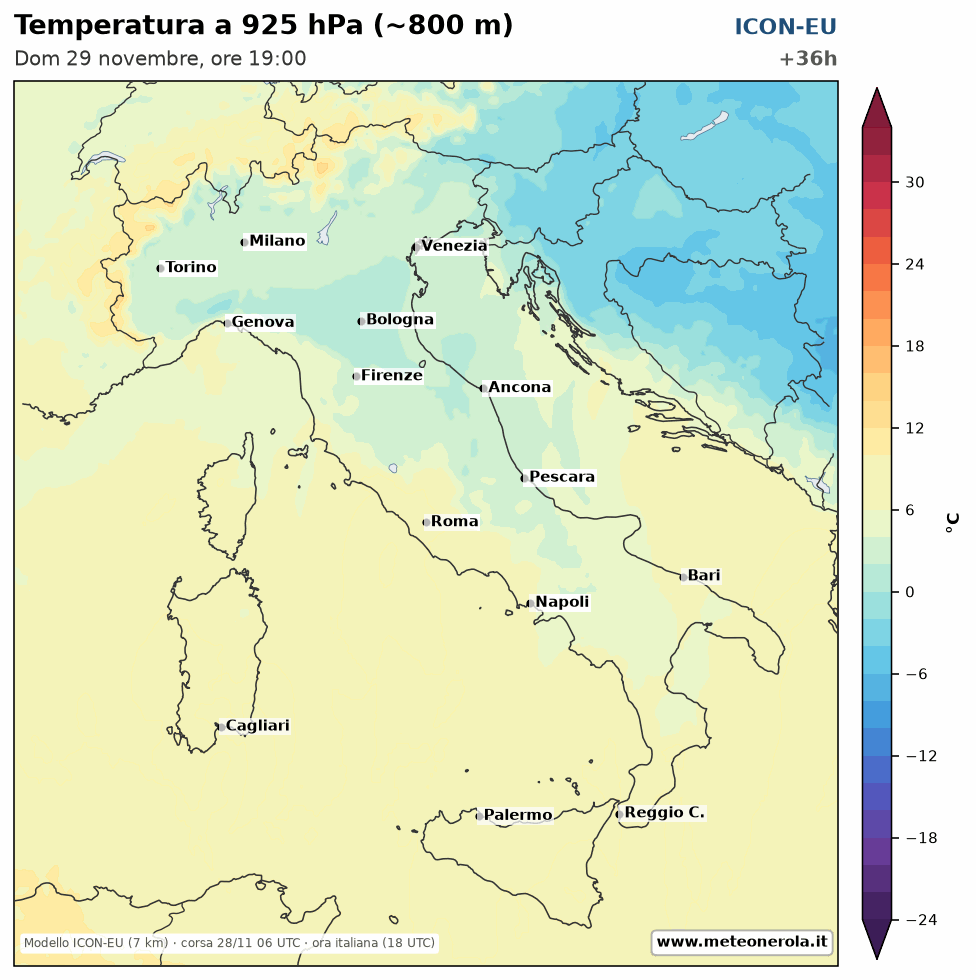 Temperatura a 925 hPa (~800 m)
ICON-EU
Dom 29 novembre, ore 19:00
+36h
Milano
Venezia
Torino
Genova
Bologna
Firenze
Ancona
Pescara
Roma
Bari
Napoli
Cagliari
Palermo
Reggio C.
30
24
18
12
6
0
−6
−12
−18
−24
°C
Modello ICON-EU (7 km) · corsa 28/11 06 UTC · ora italiana (18 UTC)
www.meteonerola.it